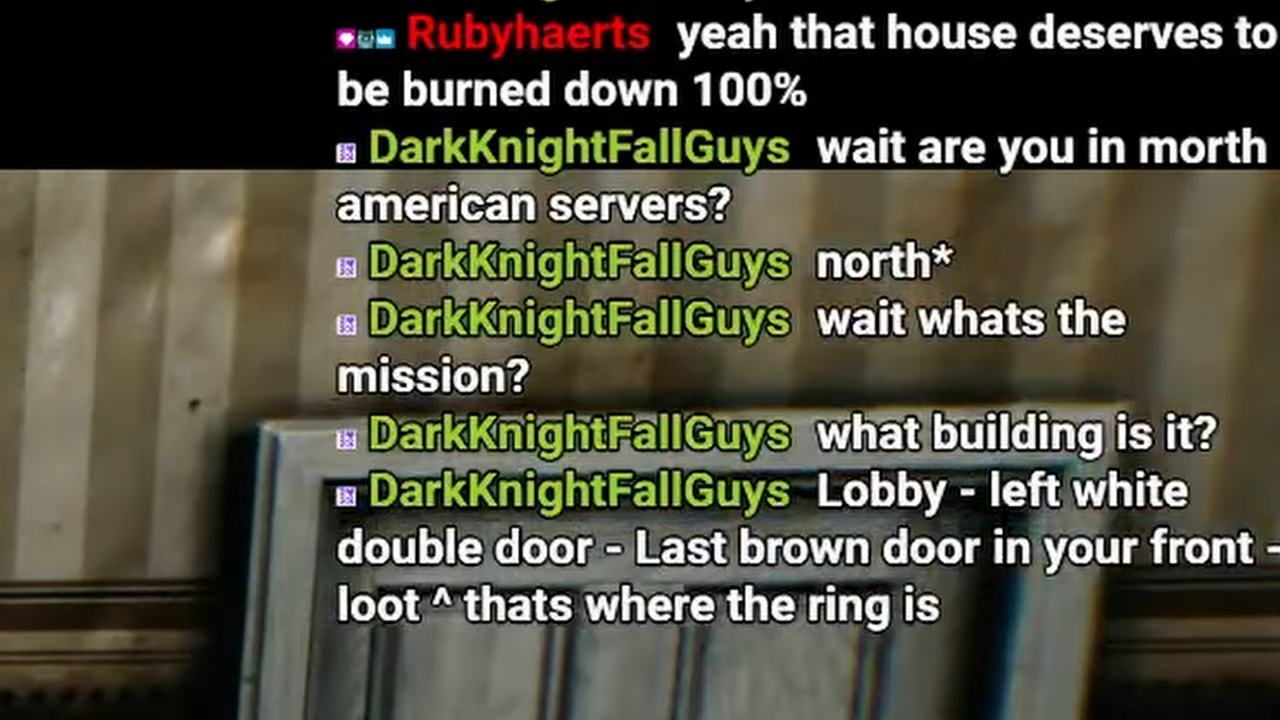 Rubyhaerts yeah that house deserves to
be burned down 100%
DarkKnightFallGuys wait are you in morth
american servers?
DarkKnightFallGuys north*
DarkKnightFallGuys wait whats the
mission?
DarkKnightFallGuys what building is it?
DarkKnightFallGuys Lobby - left white
double door - Last brown door in your front -
loot ^ thats where the ring is